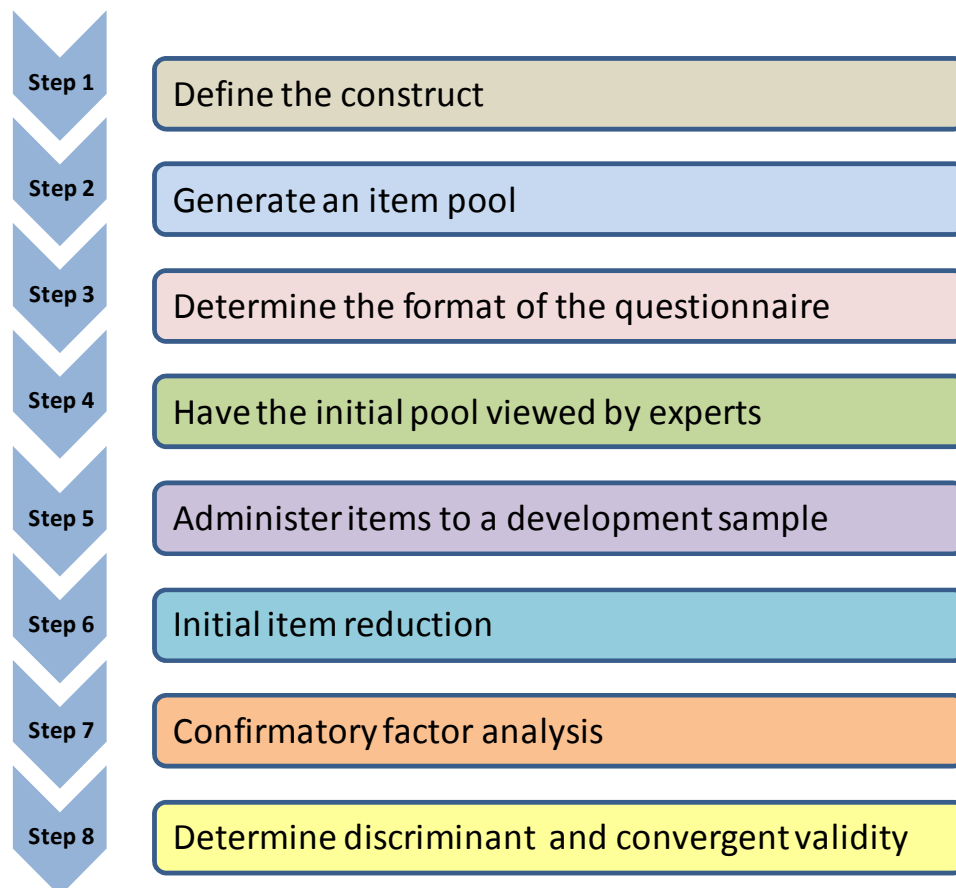 Step 1
Define the construct
Step 2
Generate an item pool
Step 3
Determine the format of the questionnaire
Step 4
Have the initial pool viewed by experts
Step 5
Administer items to a development sample
Step 6
Initial item reduction
Step 7
Confirmatory factor analysis
Step 8
Determine discriminant and convergent validity